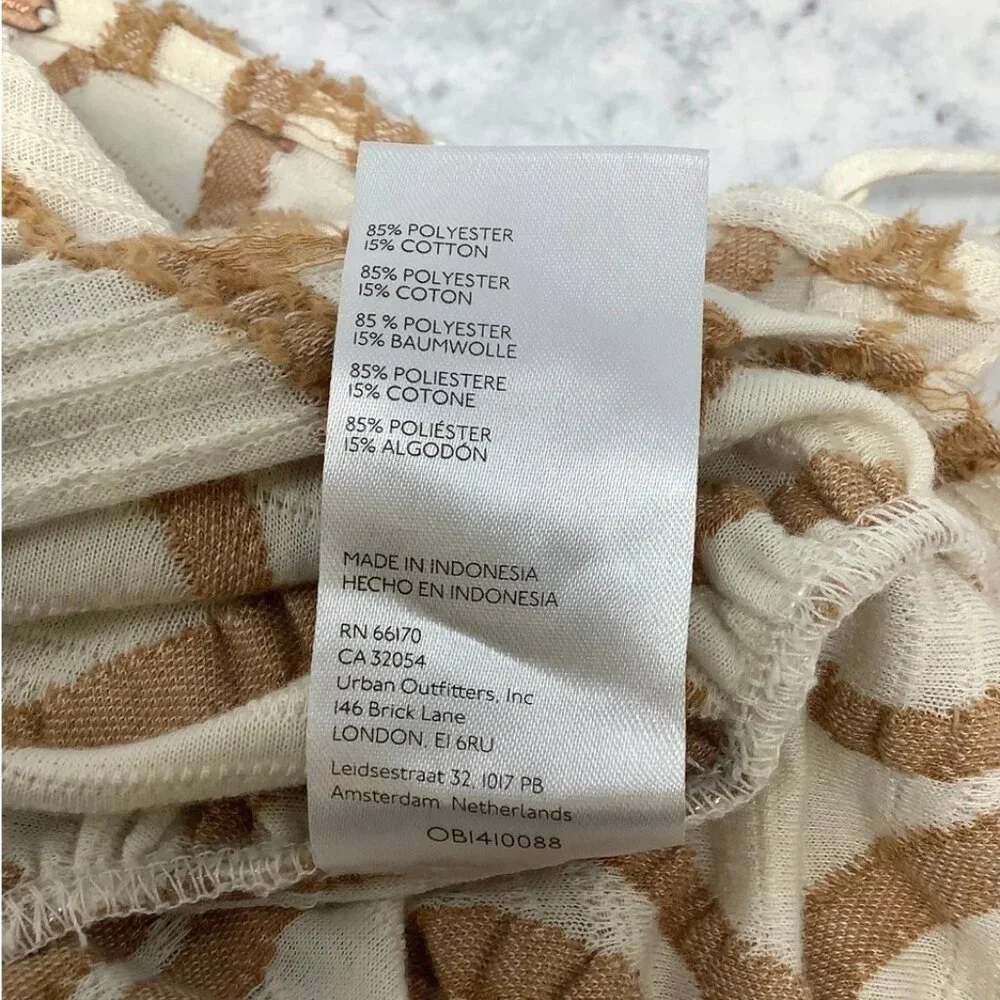 85% POLYESTER
15% COTTON
85% POLYESTER
15% COTON
85 % POLYESTER
15% BAUMWOLLE
85% POLIESTERE
15% COTONE
85% POLIÉSTER
15% ALGODÓN
MADE IN INDONESIA
HECHO EN INDONESIA
RN 66170
CA 32054
Urban Outfitters, Inc
146 Brick Lane
LONDON, E1 6RU
Leidsestraat 32, 1017 PB
Amsterdam Netherlands
OB1410088